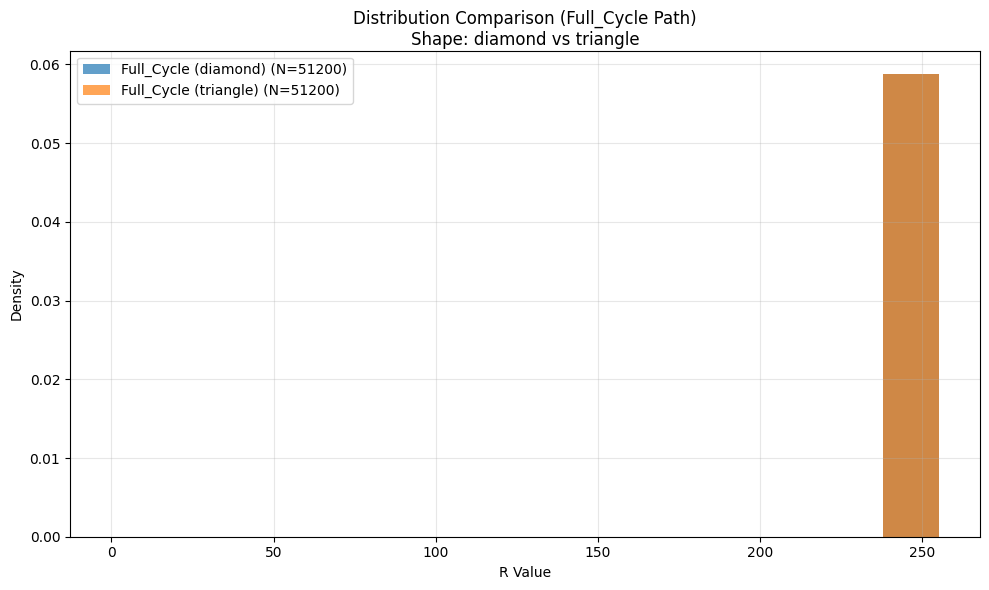 Distribution Comparison (Full_Cycle Path)
Shape: diamond vs triangle
Full_Cycle (diamond) (N=51200)
Full_Cycle (triangle) (N=51200)
0.06
0.05
0.04
0.03
0.02
0.01
0.00
Density
0 50 100 150 200 250
R Value